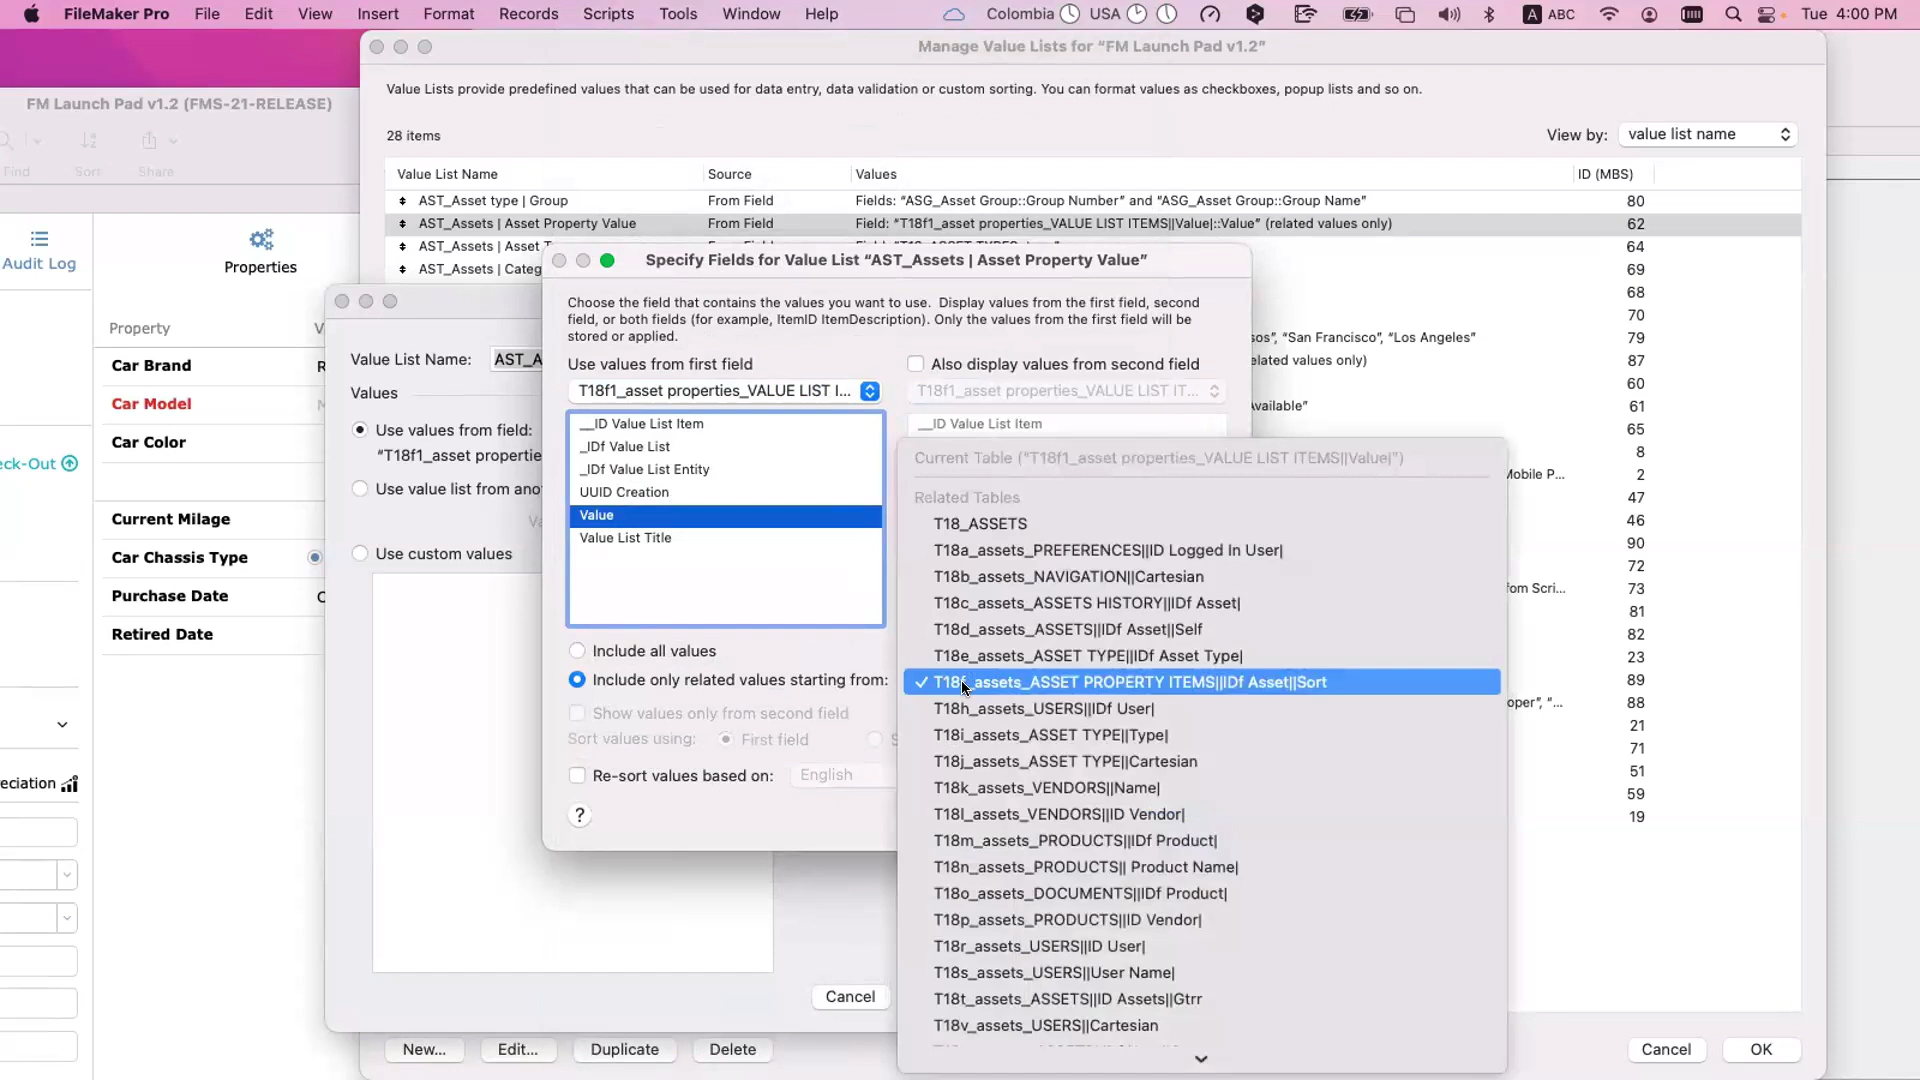 FileMaker Pro File Edit View Insert Format Records Scripts Tools Window Help Colombia USA A ABC Tue 4:00 PM
Manage Value Lists for “FM Launch Pad v1.2”
Value Lists provide predefined values that can be used for data entry, data validation or custom sorting. You can format values as checkboxes, popup lists and so on.
FM Launch Pad v1.2 (FMS-21-RELEASE)
28 items
View by: value list name
Find Sort Share
Value List Name Source Values ID (MBS)
AST_Asset type | Group From Field Fields: “ASG_Asset Group::Group Number” and “ASG_Asset Group::Group Name” 80
AST_Assets | Asset Property Value From Field Field: “T18f1_asset properties_VALUE LIST ITEMS||Value|::Value” (related values only) 62
AST_Assets | Asset 64
AST_Assets | Categ 69
68
70
sos”, “San Francisco”, “Los Angeles” 79
elated values only) 87
60
Available” 61
65
8
Mobile P... 2
47
46
90
72
om Scri... 73
81
82
23
89
oper”, “... 88
21
71
51
59
19
Audit Log
Properties
Property V
Car Brand R
Car Model M
Car Color
eck-Out
Current Milage
Car Chassis Type
Purchase Date C
Retired Date
eciation
Value List Name: AST_A
Values
Use values from field:
“T18f1_asset propertie
Use value list from ano
Va
Use custom values
Cancel
Specify Fields for Value List “AST_Assets | Asset Property Value”
Choose the field that contains the values you want to use. Display values from the first field, second
field, or both fields (for example, ItemID ItemDescription). Only the values from the first field will be
stored or applied.
Use values from first field
Also display values from second field
T18f1_asset properties_VALUE LIST I...
T18f1_asset properties_VALUE LIST IT...
__ID Value List Item
__ID Value List Item
_IDf Value List
_IDf Value List Entity
UUID Creation
Value
Value List Title
Include all values
Include only related values starting from:
Show values only from second field
Sort values using: First field S
Re-sort values based on: English
?
Current Table (“T18f1_asset properties_VALUE LIST ITEMS||Value|”)
Related Tables
T18_ASSETS
T18a_assets_PREFERENCES||ID Logged In User|
T18b_assets_NAVIGATION||Cartesian
T18c_assets_ASSETS HISTORY||IDf Asset|
T18d_assets_ASSETS||IDf Asset||Self
T18e_assets_ASSET TYPE||IDf Asset Type|
T18f_assets_ASSET PROPERTY ITEMS||IDf Asset||Sort
T18h_assets_USERS||IDf User|
T18i_assets_ASSET TYPE||Type|
T18j_assets_ASSET TYPE||Cartesian
T18k_assets_VENDORS||Name|
T18l_assets_VENDORS||ID Vendor|
T18m_assets_PRODUCTS||IDf Product|
T18n_assets_PRODUCTS|| Product Name|
T18o_assets_DOCUMENTS||IDf Product|
T18p_assets_PRODUCTS||ID Vendor|
T18r_assets_USERS||ID User|
T18s_assets_USERS||User Name|
T18t_assets_ASSETS||ID Assets||Gtrr
T18v_assets_USERS||Cartesian
New... Edit... Duplicate Delete Cancel OK